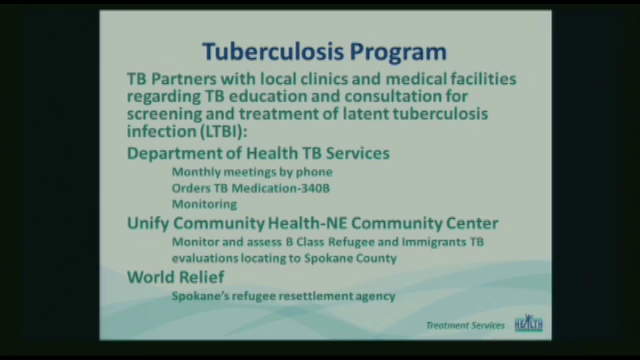 Tuberculosis Program
TB Partners with local clinics and medical facilities
regarding TB education and consultation for
screening and treatment of latent tuberculosis
infection (LTBI):
Department of Health TB Services
Monthly meetings by phone
Orders TB Medication-340B
Monitoring
Unify Community Health-NE Community Center
Monitor and assess B Class Refugee and Immigrants TB
evaluations locating to Spokane County
World Relief
Spokane's refugee resettlement agency
Treatment Services
HEALTH